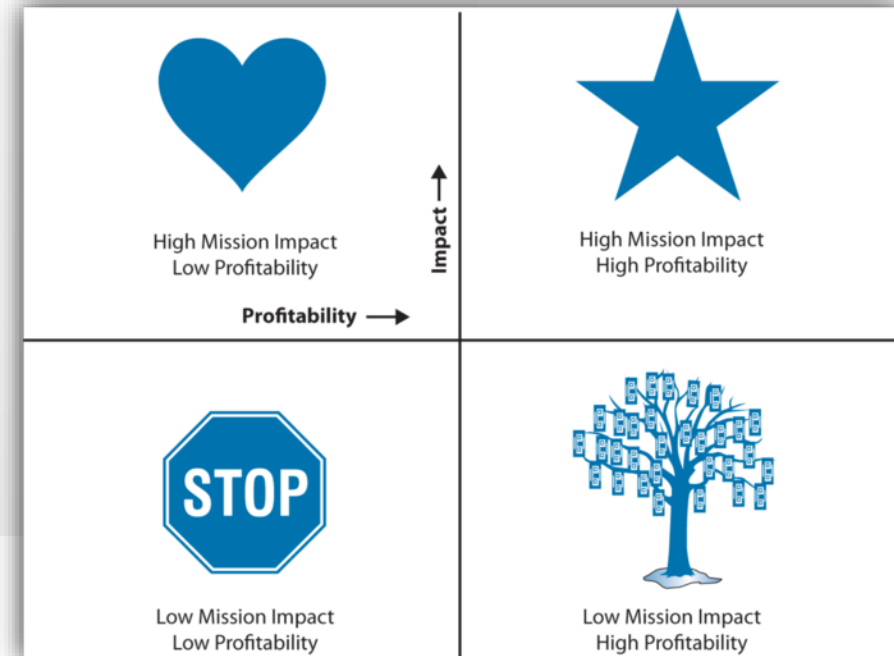 High Mission Impact
Low Profitability
Impact
Profitability
High Mission Impact
High Profitability
STOP
Low Mission Impact
Low Profitability
Low Mission Impact
High Profitability